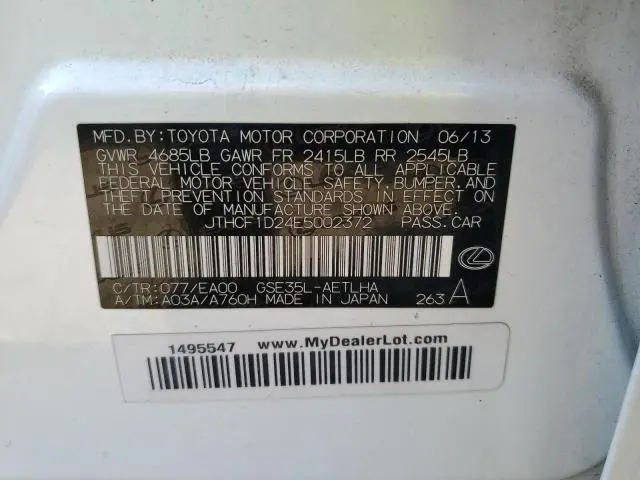 MFD.BY:TOYOTA MOTOR CORPORATION 06/13
GVWR 4685LB GAWR FR 2415LB RR 2545LB
THIS VEHICLE CONFORMS TO ALL APPLICABLE
FEDERAL MOTOR VEHICLE SAFETY, BUMPER, AND
THEFT PREVENTION STANDARDS IN EFFECT ON
THE DATE OF MANUFACTURE SHOWN ABOVE.
JTHCF1D24E5002372 PASS.CAR
C/TR:077/EA00 GSE35L-AETLHA
A/TM:A03A/A760H MADE IN JAPAN 263 A
1495547 www.MyDealerLot.com